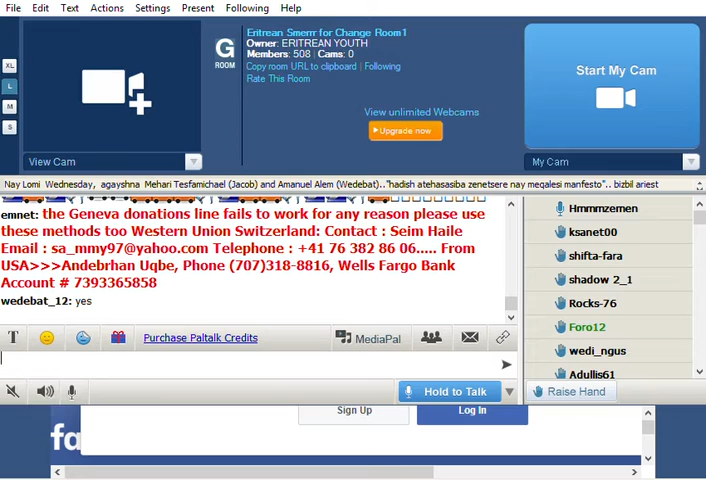 File Edit Text Actions Settings Present Following Help
XL
L
M
S
View Cam
G
ROOM
Eritrean Smerrr for Change Room1
Owner: ERITREAN YOUTH
Members: 508 | Cams: 0
Copy room URL to clipboard | Following
Rate This Room
View unlimited Webcams
Upgrade now
Start My Cam
My Cam
Nay Lomi Wednesday, agayshna Mehari Tesfamichael (Jacob) and Amanuel Alem (Wedebat).."hadish atehasasiba zenetsere nay meqalesi manfesto".. bizbil ariest
emnet: the Geneva donations line fails to work for any reason please use
these methods too Western Union Switzerland: Contact : Seim Haile
Email : sa_mmy97@yahoo.com Telephone : +41 76 382 86 06..... From
USA>>>Andebrhan Uqbe, Phone (707)318-8816, Wells Fargo Bank
Account # 7393365858
wedebat_12: yes
Hmmmzemen
ksanet00
shifta-fara
shadow 2_1
Rocks-76
Foro12
wedi_ngus
Adullis61
T
Purchase Paltalk Credits
MediaPal
Hold to Talk
Raise Hand
Sign Up
Log In
fa